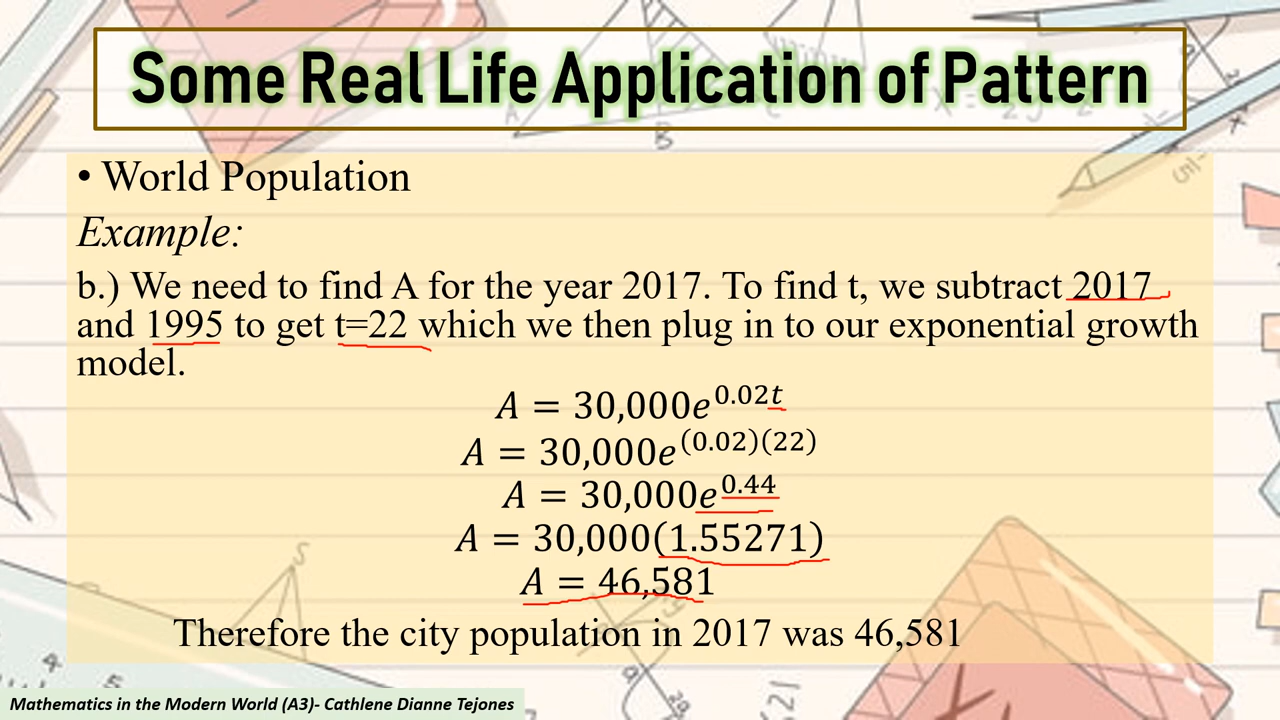 Some Real Life Application of Pattern
• World Population
Example:
b.) We need to find A for the year 2017. To find t, we subtract 2017
and 1995 to get t=22 which we then plug in to our exponential growth
model.
A = 30,000e^{0.02t}
A = 30,000e^{(0.02)(22)}
A = 30,000e^{0.44}
A = 30,000(1.55271)
A = 46,581
Therefore the city population in 2017 was 46,581
Mathematics in the Modern World (A3)- Cathlene Dianne Tejones